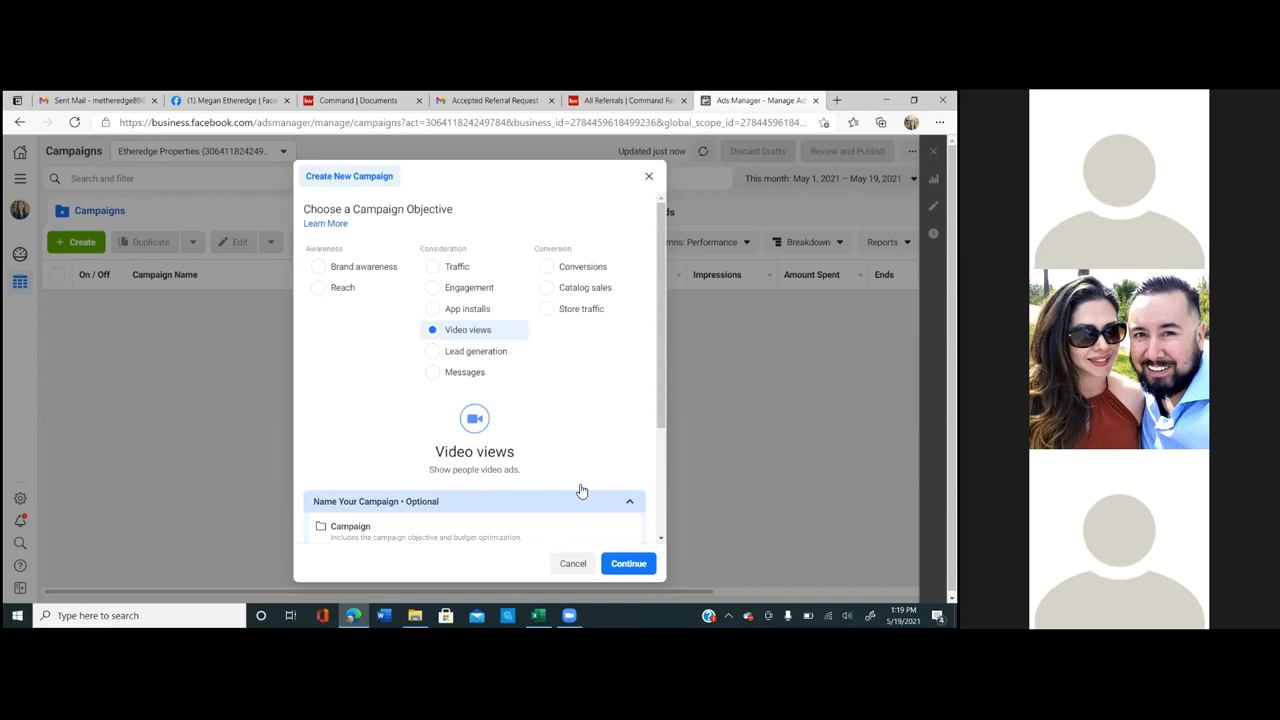 Sent Mail - metheredge898
(1) Megan Etheredge | Face
Command | Documents
Accepted Referral Request
All Referrals | Command Re
Ads Manager - Manage Ad
https://business.facebook.com/adsmanager/manage/campaigns?act=306411824249784&business_id=2784459618499236&global_scope_id=27844596184...
Campaigns
Etheredge Properties (306411824249...
Updated just now
Discard Drafts
Review and Publish
Search and filter
This month: May 1, 2021 – May 19, 2021
Campaigns
ds
+ Create
Duplicate
Edit
mns: Performance
Breakdown
Reports
On / Off
Campaign Name
Impressions
Amount Spent
Ends
Create New Campaign
Choose a Campaign Objective
Learn More
Awareness
Consideration
Conversion
Brand awareness
Traffic
Conversions
Reach
Engagement
Catalog sales
App installs
Store traffic
Video views
Lead generation
Messages
Video views
Show people video ads.
Name Your Campaign • Optional
Campaign
Includes the campaign objective and budget optimization.
Cancel
Continue
Type here to search
1:19 PM
5/19/2021
4